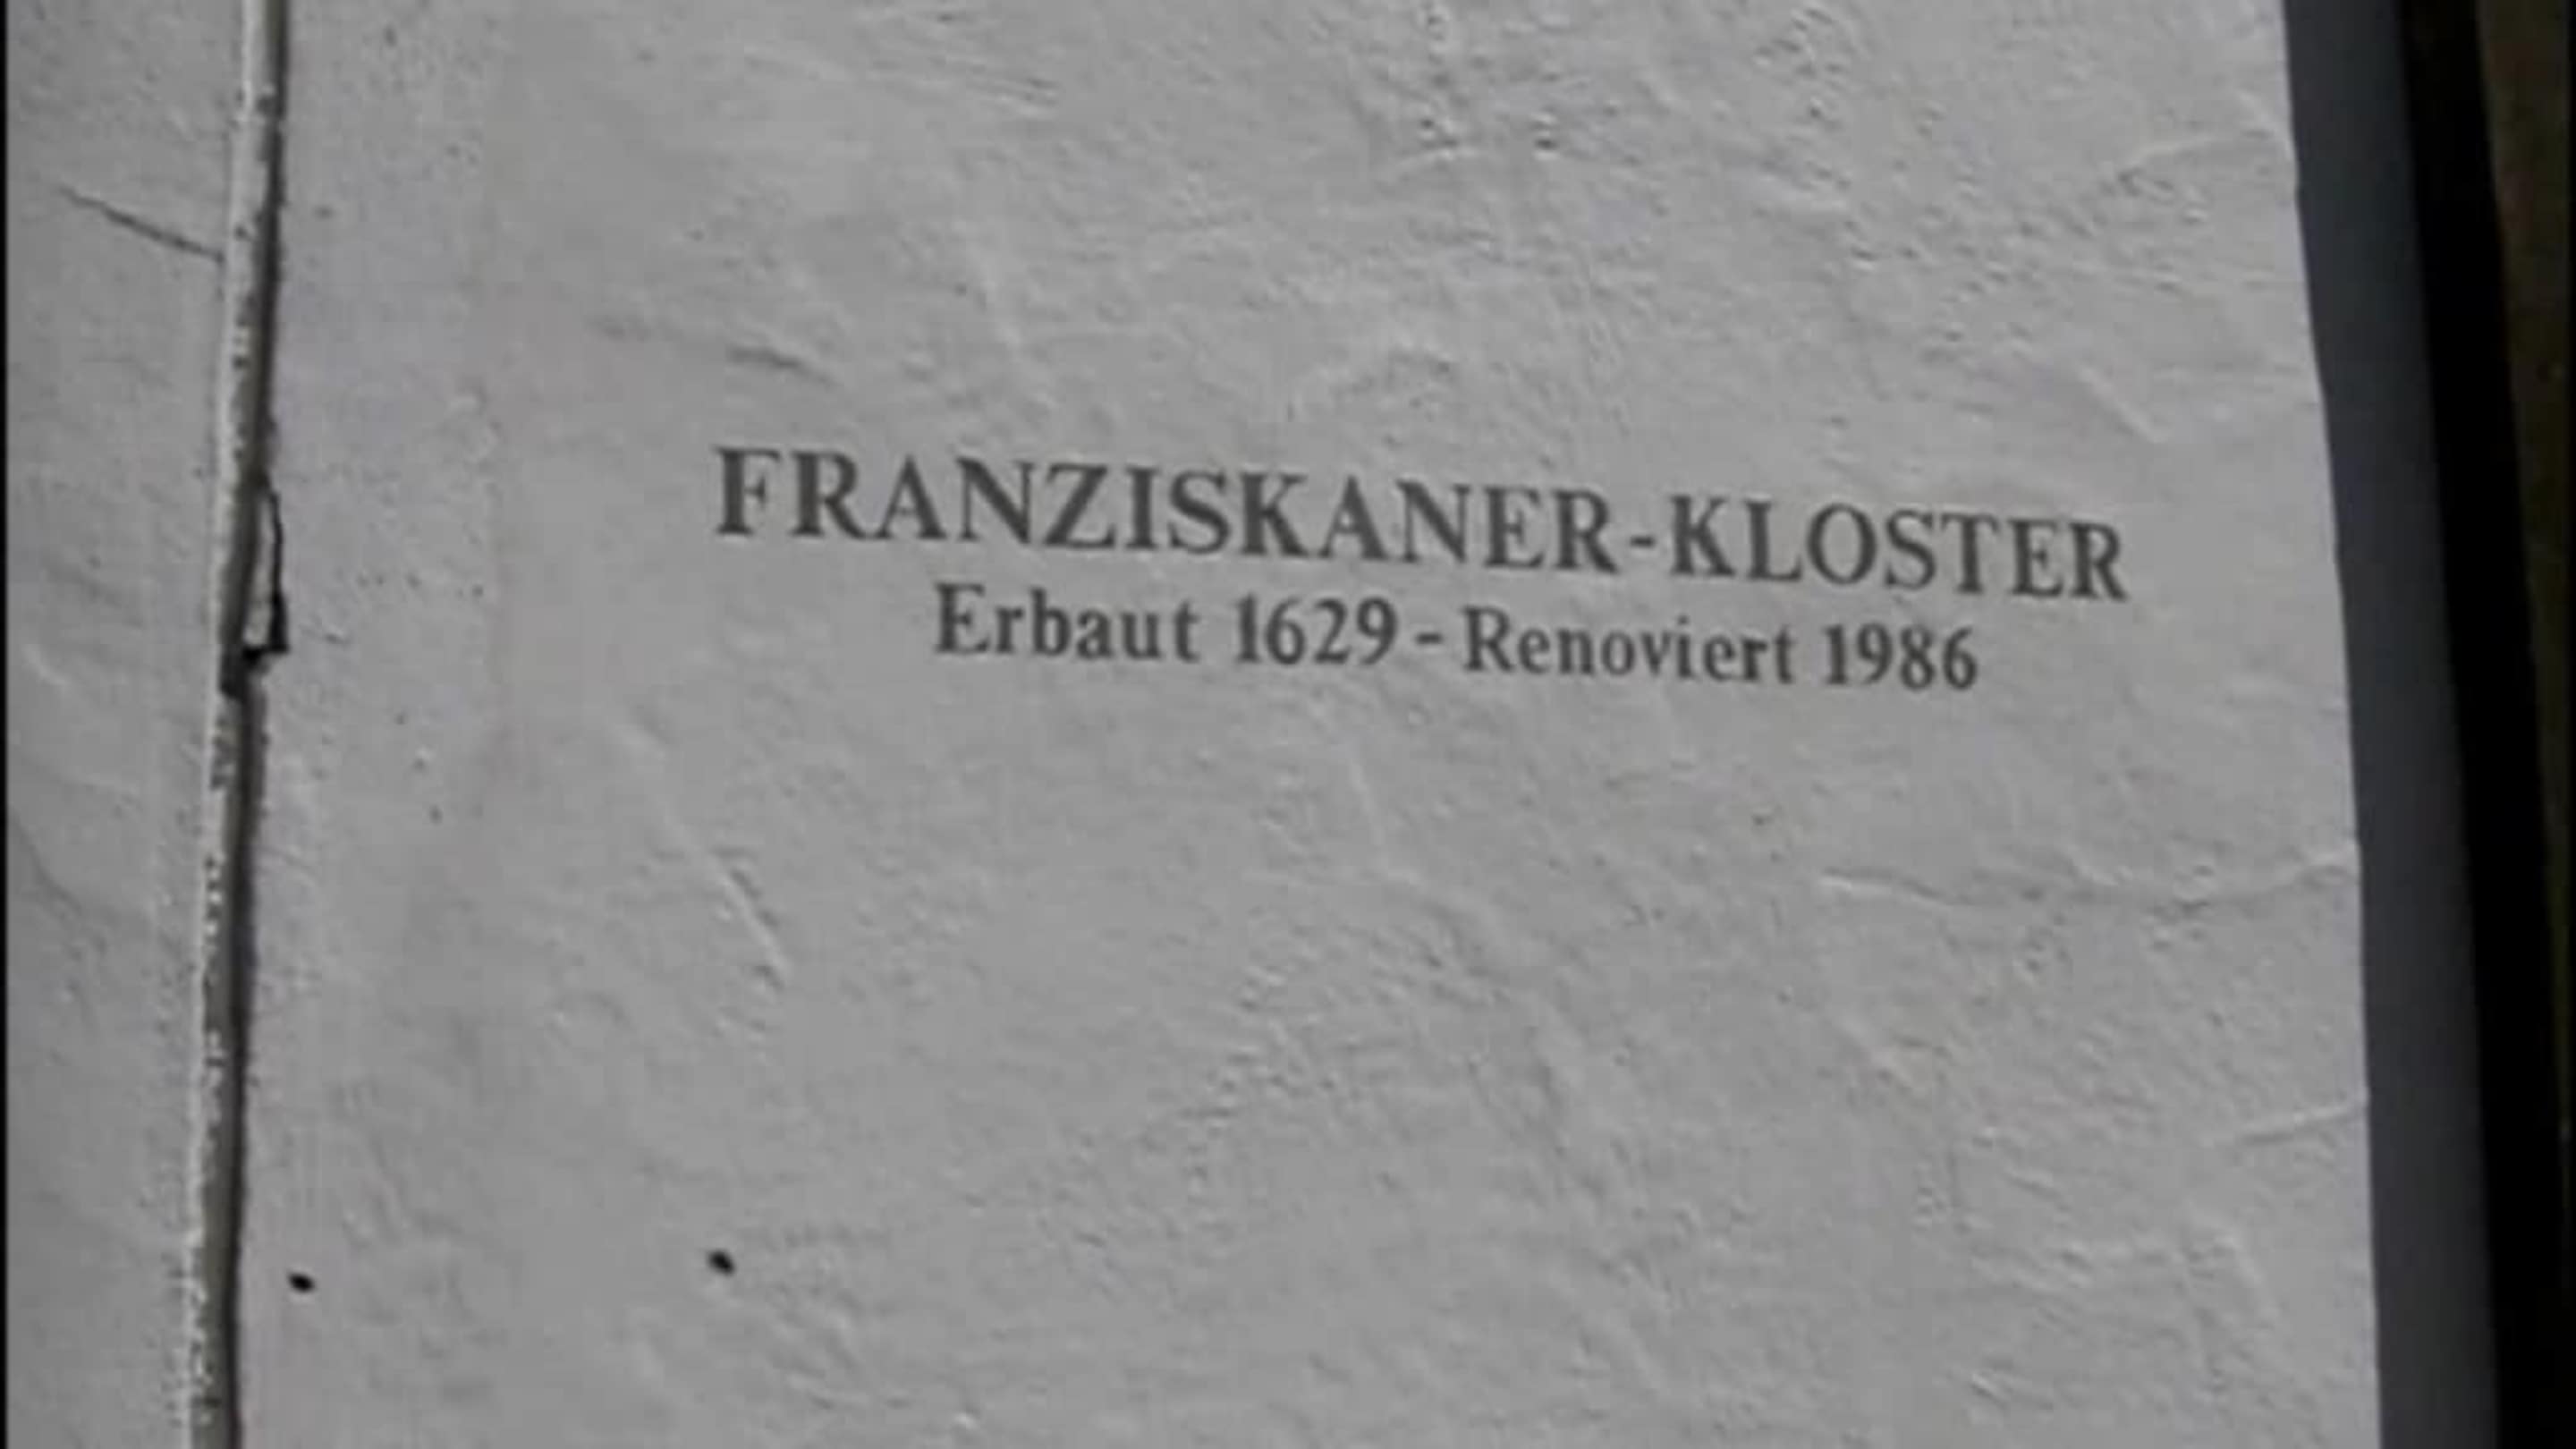 FRANZISKANER-KLOSTER
Erbaut 1629 - Renoviert 1986